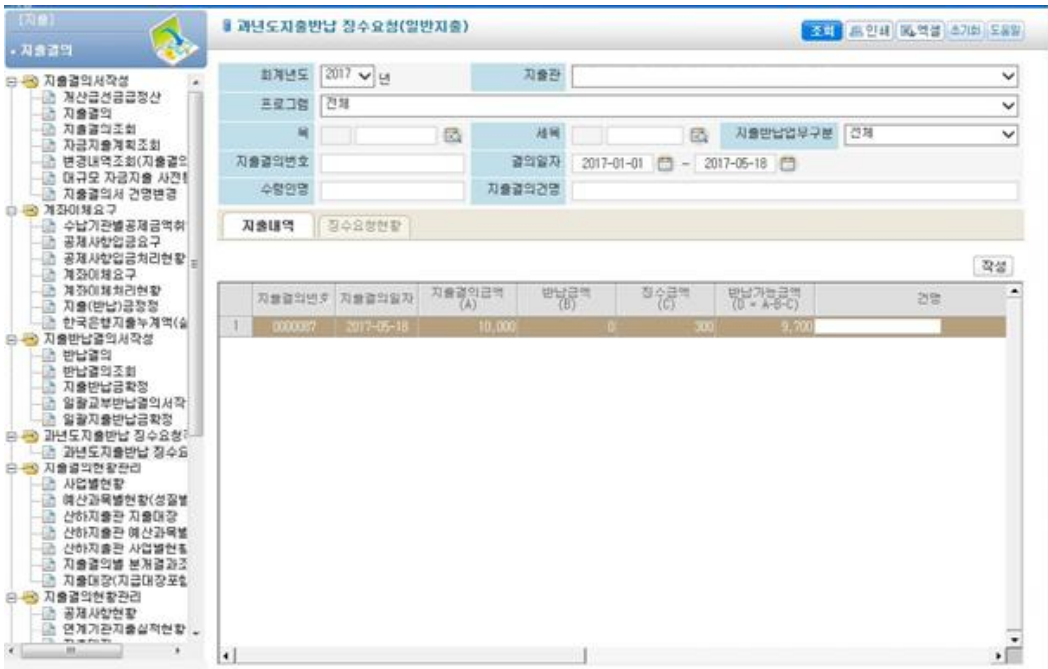 [지출]
지출결의
지출결의서작성
개산급선금급정산
지출결의
지출결의조회
자금지출계획조회
변경내역조회(지출결의
대규모 자금지출 사전
지출결의서 건명변경
계좌이체요구
수납기관별공제금액
공제사항입금요구
공제사항입금처리현황
계좌이체요구
계좌이체처리현황
지출(반납)금정정
한국은행지출누계액(
지출반납결의서작성
반납결의
반납결의조회
지출반납금확정
일괄교부반납결의서작
일괄지출반납금확정
과년도지출반납 징수요청
과년도지출반납 징수요
지출결의현황관리
사업별현황
예산과목별현황(성질별
산하지출관 지출대장
산하지출관 예산과목별
산하지출관 사업별현황
지출결의별 분개결과조
지출대장(지급대장포함
지출결의현황관리
공제사항현황
연계기관지출실적현황
과년도지출반납 징수요청(일반지출)
조회 인쇄 엑셀 초기화 도움말
회계년도 2017 년 지출관
프로그램 전체
목 세목 지출반납업무구분 전체
지출결의번호 결의일자 2017-01-01 ~ 2017-05-18
수령인명 지출결의건명
지출내역 징수요청현황
작성
지출결의번호 지출결의일자 지출결의금액 (A) 반납금액 (B) 징수금액 (C) 반납가능금액 (D = A-B-C) 건명
1 0000087 2017-05-18 10,000 0 300 9,700